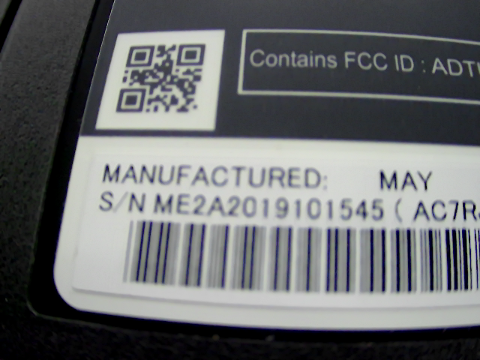 Contains FCC ID : ADT
MANUFACTURED: MAY
S/N ME2A2019101545 ( AC7R